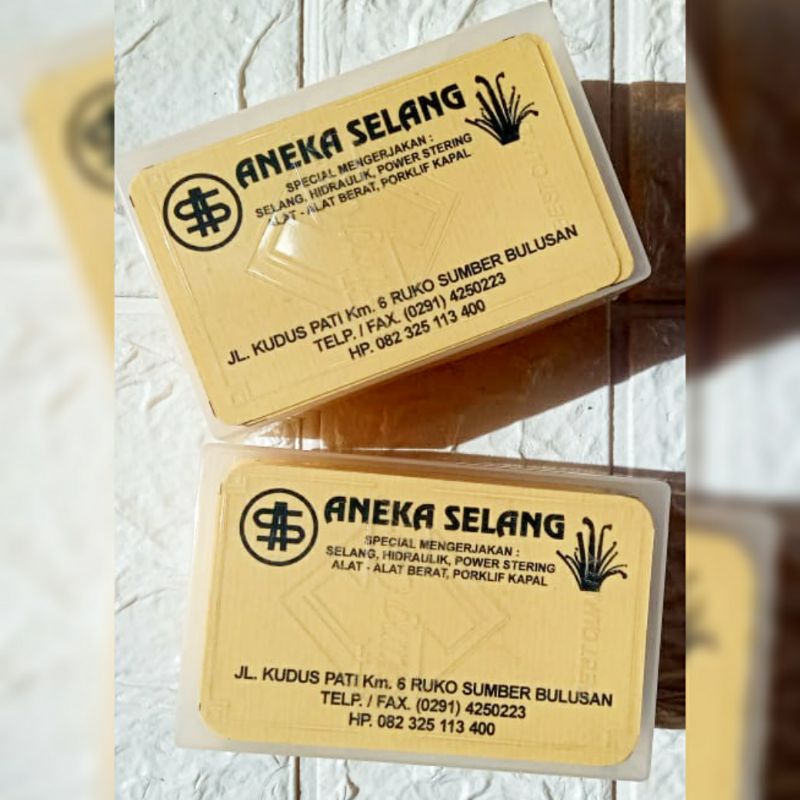 ANEKA SELANG
SPECIAL MENGERJAKAN :
SELANG, HIDRAULIK, POWER STERING
ALAT - ALAT BERAT, PORKLIF KAPAL
JL. KUDUS PATI Km. 6 RUKO SUMBER BULUSAN
TELP. / FAX. (0291) 4250223
HP. 082 325 113 400
ANEKA SELANG
SPECIAL MENGERJAKAN :
SELANG, HIDRAULIK, POWER STERING
ALAT - ALAT BERAT, PORKLIF KAPAL
JL. KUDUS PATI Km. 6 RUKO SUMBER BULUSAN
TELP. / FAX. (0291) 4250223
HP. 082 325 113 400